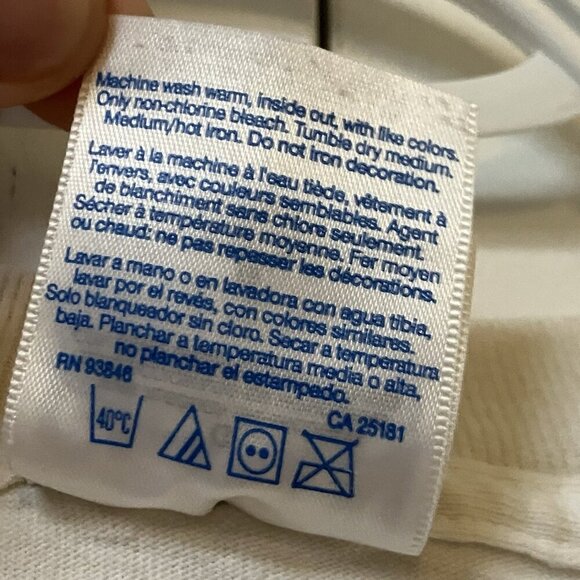 Machine wash warm, inside out, with like colors.
Only non-chlorine bleach. Tumble dry medium.
Medium/hot iron. Do not iron decoration.
Laver à la machine à l'eau tiède, vêtement à
l'envers, avec couleurs semblables. Agent
de blanchiment sans chlore seulement.
Sécher à température moyenne. Fer moyen
ou chaud: ne pas repasser les décorations.
Lavar a mano o en lavadora con agua tibia,
lavar por el revés, con colores similares.
Solo blanqueador sin cloro. Secar a temperatura
baja. Planchar a temperatura media o alta,
no planchar el estampado.
RN 93846
CA 25181
40°C